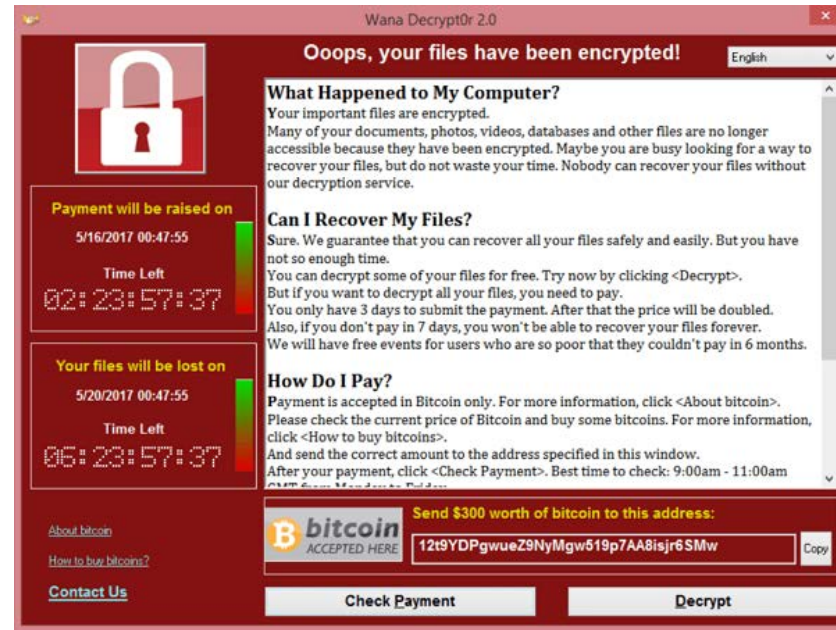 Wana Decrypt0r 2.0
Ooops, your files have been encrypted!
English
What Happened to My Computer?
Your important files are encrypted.
Many of your documents, photos, videos, databases and other files are no longer
accessible because they have been encrypted. Maybe you are busy looking for a way to
recover your files, but do not waste your time. Nobody can recover your files without
our decryption service.
Can I Recover My Files?
Sure. We guarantee that you can recover all your files safely and easily. But you have
not so enough time.
You can decrypt some of your files for free. Try now by clicking <Decrypt>.
But if you want to decrypt all your files, you need to pay.
You only have 3 days to submit the payment. After that the price will be doubled.
Also, if you don't pay in 7 days, you won't be able to recover your files forever.
We will have free events for users who are so poor that they couldn't pay in 6 months.
How Do I Pay?
Payment is accepted in Bitcoin only. For more information, click <About bitcoin>.
Please check the current price of Bitcoin and buy some bitcoins. For more information,
click <How to buy bitcoins>.
And send the correct amount to the address specified in this window.
After your payment, click <Check Payment>. Best time to check: 9:00am - 11:00am
GMT from Monday to Friday
Payment will be raised on
5/16/2017 00:47:55
Time Left
02:23:57:37
Your files will be lost on
5/20/2017 00:47:55
Time Left
06:23:57:37
About bitcoin
How to buy bitcoins?
Contact Us
bitcoin
ACCEPTED HERE
Send $300 worth of bitcoin to this address:
12t9YDPgwueZ9NyMgw519p7AA8isjr6SMw
Copy
Check Payment
Decrypt